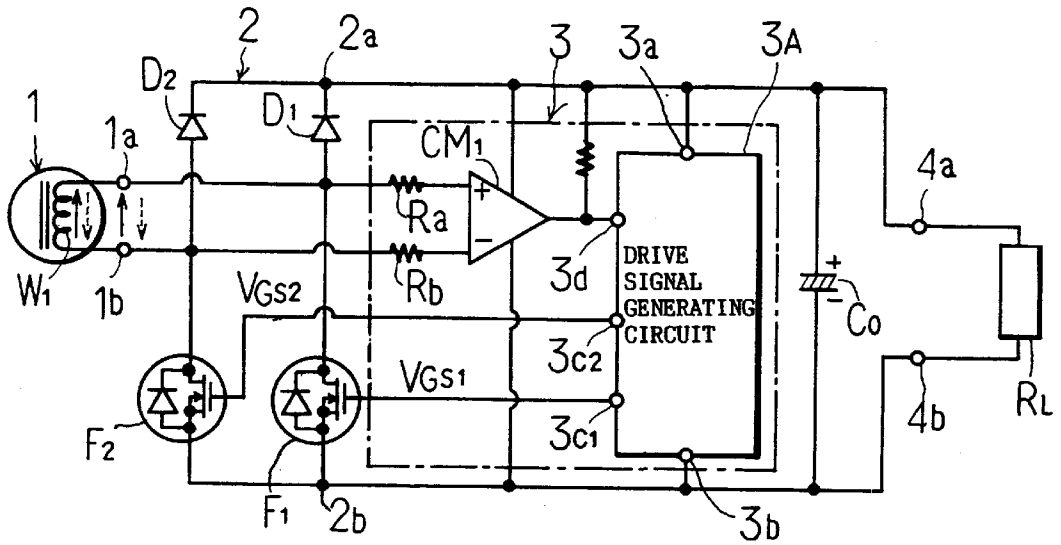 2
2a
3
3a
3A
D2
D1
1
1a
CM1
+
−
Ra
Rb
3d
4a
W1
1b
VGS2
DRIVE
SIGNAL
GENERATING
CIRCUIT
+
−
C0
3c2
VGS1
3c1
RL
4b
F2
F1
2b
3b